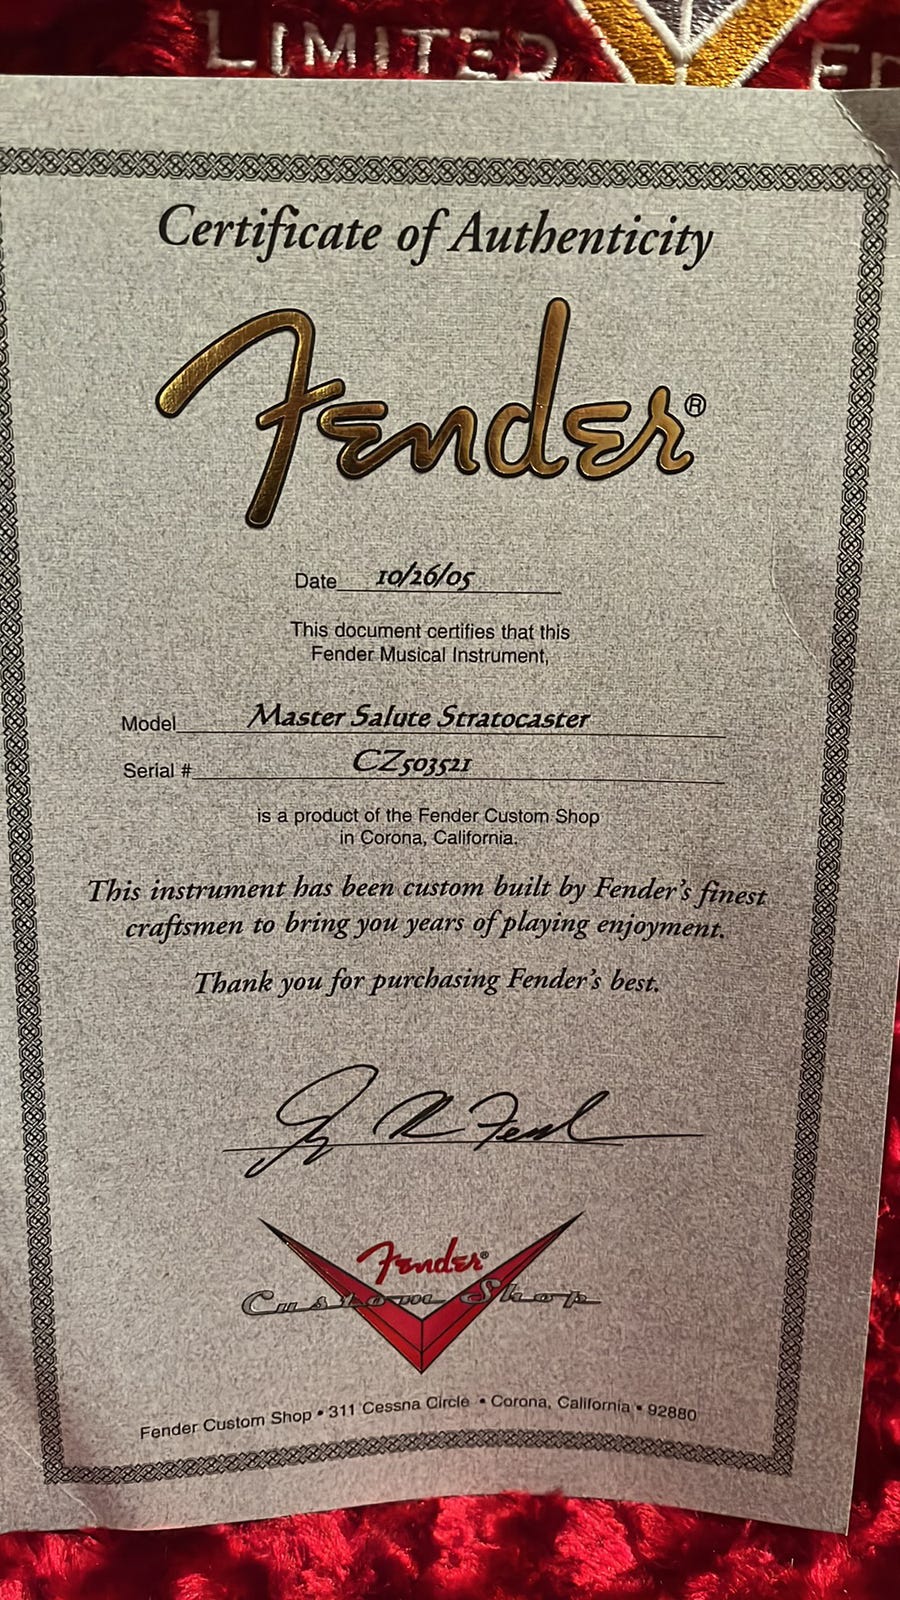 LIMITED
Certificate of Authenticity
Fender®
Date 10/26/05
This document certifies that this
Fender Musical Instrument,
Model Master Salute Stratocaster
Serial # CZ503521
is a product of the Fender Custom Shop
in Corona, California.
This instrument has been custom built by Fender's finest
craftsmen to bring you years of playing enjoyment.
Thank you for purchasing Fender's best.
Fender®
Custom Shop
Fender Custom Shop • 311 Cessna Circle • Corona, California • 92880